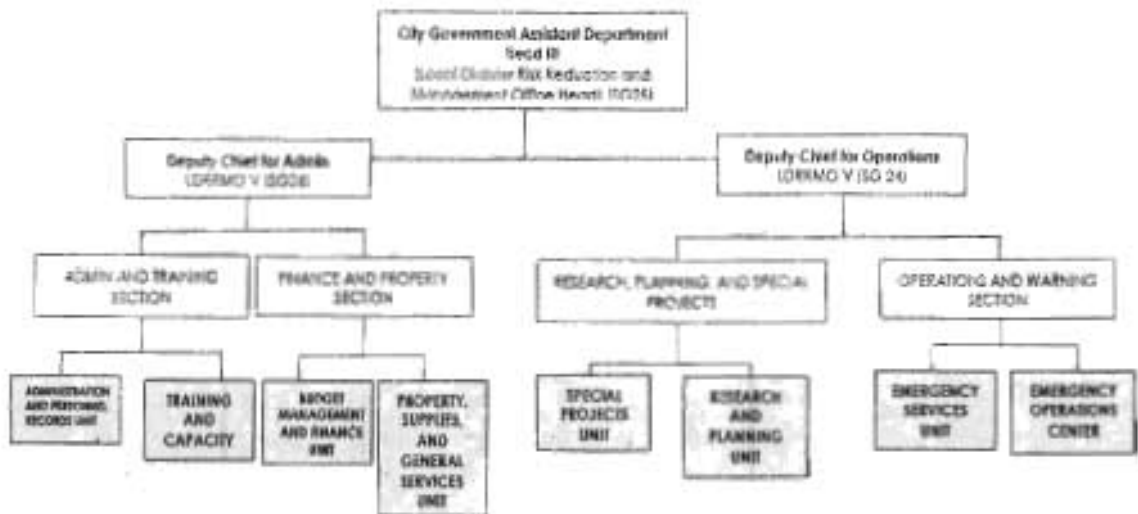 City Government Assistant Department
Head III
(Local Disaster Risk Reduction and
Management Office Head) (SG25)
Deputy Chief for Admin
LDRRMO V
Deputy Chief for Operations
LDRRMO V (SG 24)
ADMIN AND TRAINING
SECTION
FINANCE AND PROPERTY
SECTION
RESEARCH, PLANNING, AND SPECIAL
PROJECTS
OPERATIONS AND WARNING
SECTION
ADMINISTRATION
AND PERSONNEL
RECORDS UNIT
TRAINING
AND
CAPACITY
BUDGET
MANAGEMENT
AND FINANCE
UNIT
PROPERTY,
SUPPLIES,
AND
GENERAL
SERVICES
UNIT
SPECIAL
PROJECTS
UNIT
RESEARCH
AND
PLANNING
UNIT
EMERGENCY
SERVICES
UNIT
EMERGENCY
OPERATIONS
CENTER